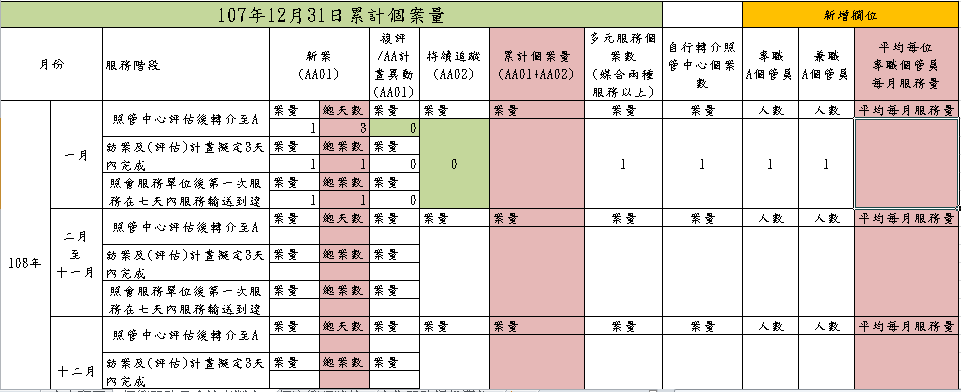 107年12月31日累計個案量
新增欄位
月份
服務階段
新案
(AA01)
複評
/AA計
畫異動
(AA01)
持續追蹤
(AA02)
累計個案量
(AA01+AA02)
多元服務個
案數
(媒合兩種
服務以上)
自行轉介照
管中心個案
數
專職
A個管員
兼職
A個管員
平均每位
專職個管員
每月服務量
108年
一月
照管中心評估後轉介至A
案量 總天數 案量 案量 案量 案量 案量 人數 人數 平均每月服務量
1 3 0
訪案及(評估)計畫擬定3天
內完成
案量 總案數 案量
1 1 0
0 1 1 1 1
照會服務單位後第一次服
務在七天內服務輸送到達
案量 總案數 案量
1 1 0
二月
至
十一月
照管中心評估後轉介至A
案量 總天數 案量 案量 案量 案量 案量 人數 人數 平均每月服務量
訪案及(評估)計畫擬定3天
內完成
案量 總案數 案量
照會服務單位後第一次服
務在七天內服務輸送到達
案量 總案數 案量
十二月
照管中心評估後轉介至A
案量 總天數 案量 案量 案量 案量 案量 人數 人數 平均每月服務量
訪案及(評估)計畫擬定3天
內完成
案量 總案數 案量